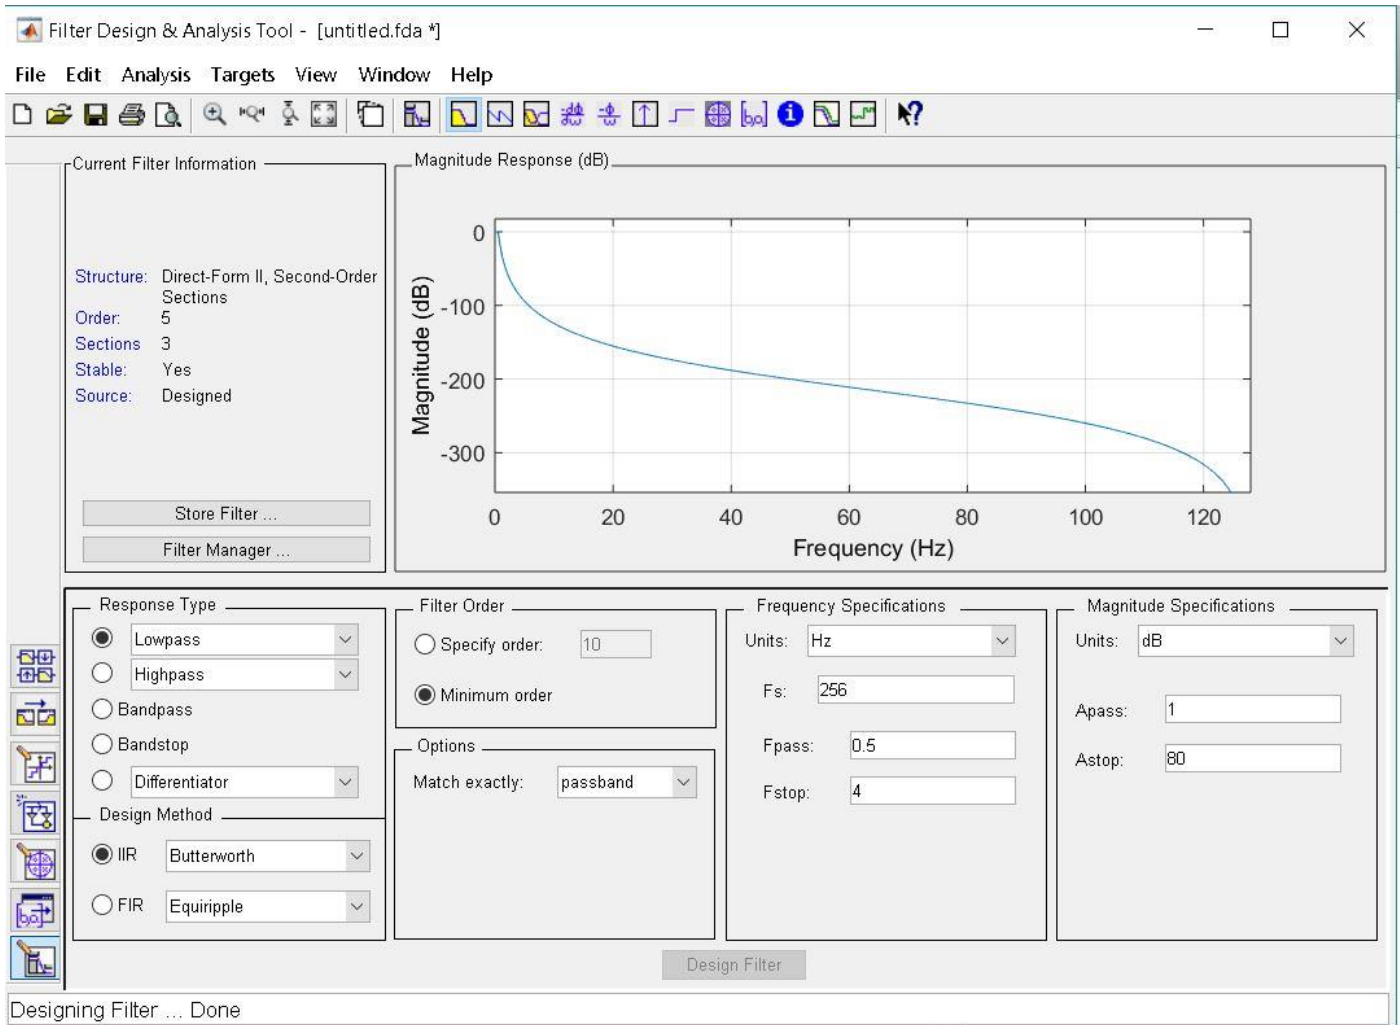 Filter Design & Analysis Tool - [untitled.fda *]
File Edit Analysis Targets View Window Help
Current Filter Information
Structure: Direct-Form II, Second-Order
Sections
Order: 5
Sections 3
Stable: Yes
Source: Designed
Store Filter ...
Filter Manager ...
Magnitude Response (dB)
0
-100
-200
-300
Magnitude (dB)
0 20 40 60 80 100 120
Frequency (Hz)
Response Type
Lowpass
Highpass
Bandpass
Bandstop
Differentiator
Design Method
IIR Butterworth
FIR Equiripple
Filter Order
Specify order: 10
Minimum order
Options
Match exactly: passband
Frequency Specifications
Units: Hz
Fs: 256
Fpass: 0.5
Fstop: 4
Magnitude Specifications
Units: dB
Apass: 1
Astop: 80
Design Filter
Designing Filter ... Done